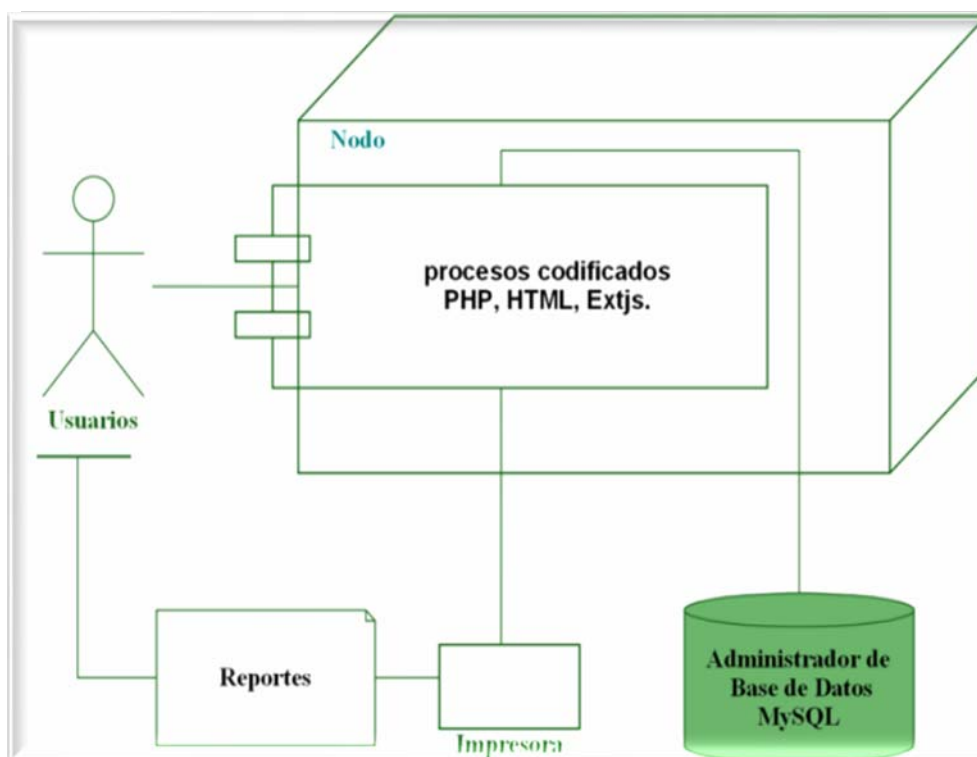 Nodo
procesos codificados
PHP, HTML, Extjs.
Usuarios
Reportes
Impresora
Administrador de
Base de Datos
MySQL